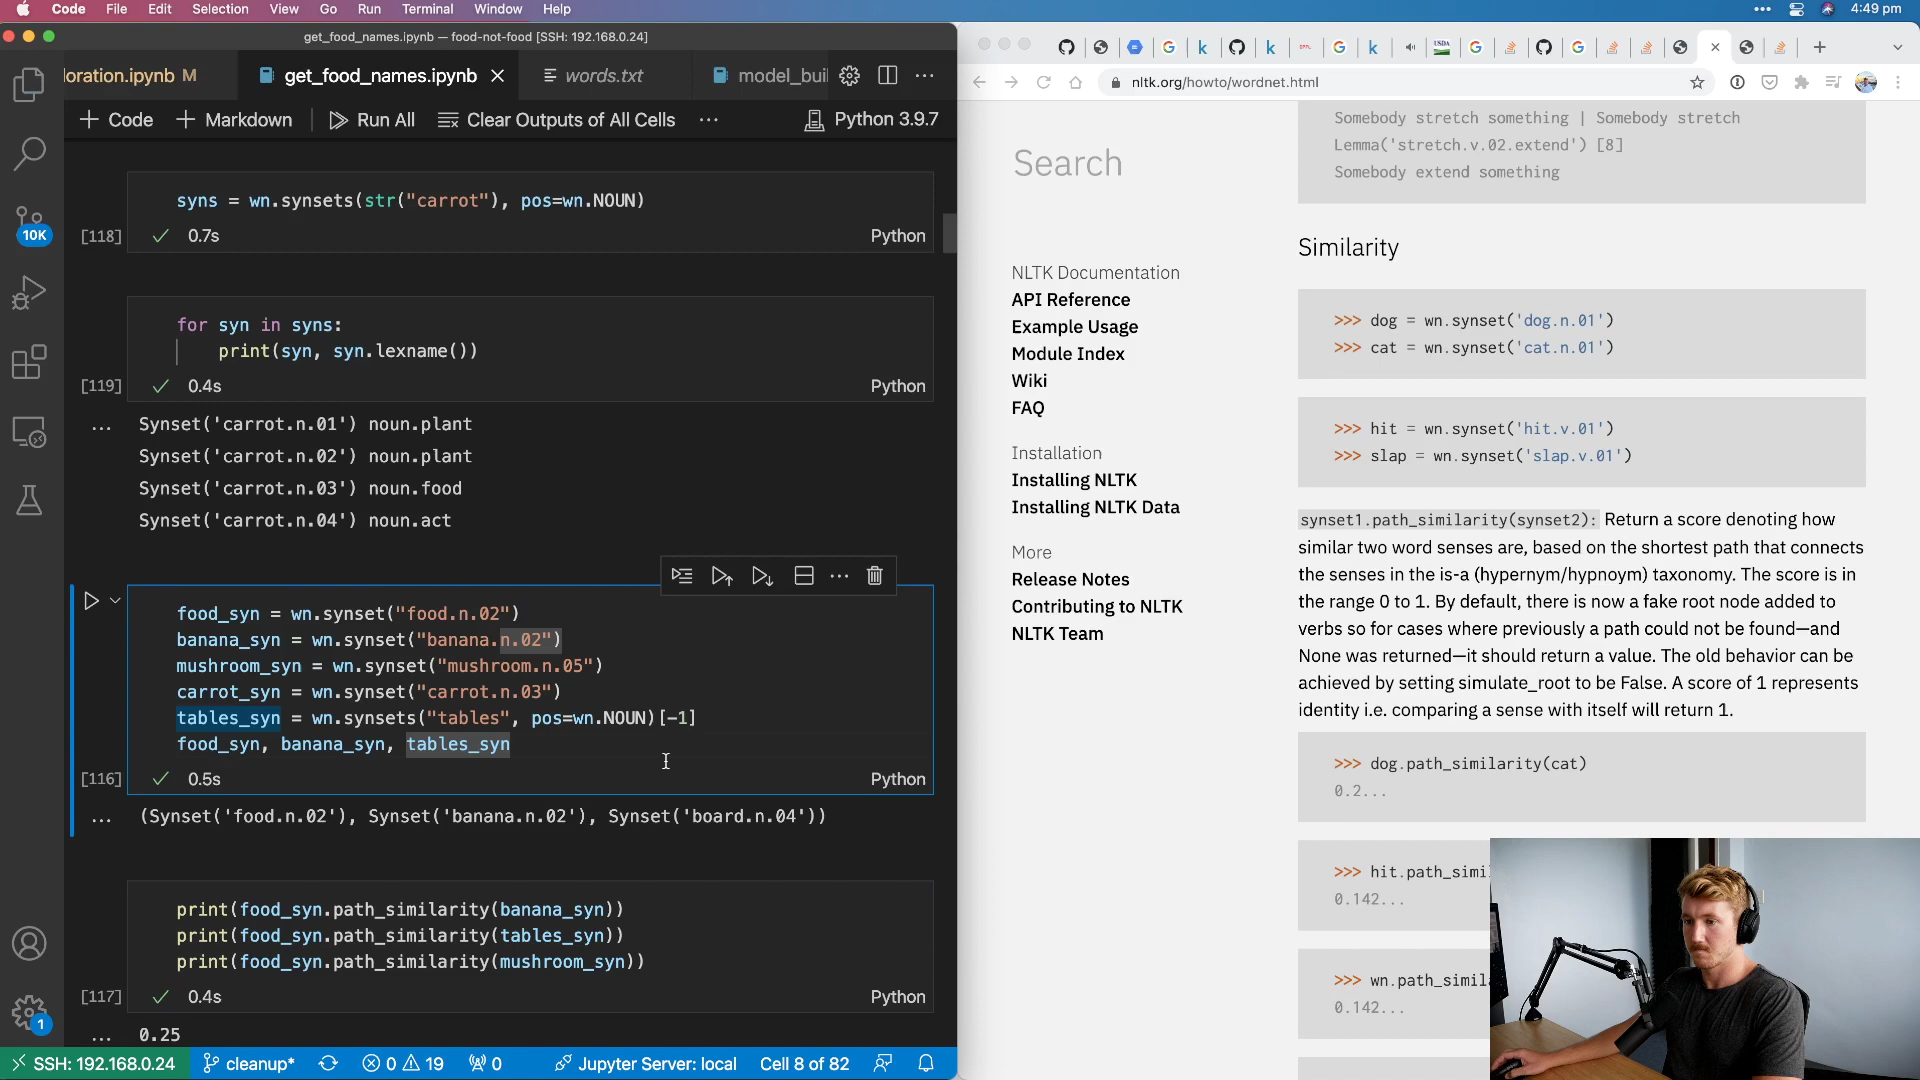 Code File Edit Selection View Go Run Terminal Window Help 4:49 pm
get_food_names.ipynb — food-not-food [SSH: 192.168.0.24]
loration.ipynb M get_food_names.ipynb words.txt model_buil
nltk.org/howto/wordnet.html
+ Code + Markdown Run All Clear Outputs of All Cells ··· Python 3.9.7
10K
syns = wn.synsets(str("carrot"), pos=wn.NOUN)
[118] 0.7s Python
for syn in syns:
print(syn, syn.lexname())
[119] 0.4s Python
Synset('carrot.n.01') noun.plant
Synset('carrot.n.02') noun.plant
Synset('carrot.n.03') noun.food
Synset('carrot.n.04') noun.act
food_syn = wn.synset("food.n.02")
banana_syn = wn.synset("banana.n.02")
mushroom_syn = wn.synset("mushroom.n.05")
carrot_syn = wn.synset("carrot.n.03")
tables_syn = wn.synsets("tables", pos=wn.NOUN)[-1]
food_syn, banana_syn, tables_syn
[116] 0.5s Python
(Synset('food.n.02'), Synset('banana.n.02'), Synset('board.n.04'))
print(food_syn.path_similarity(banana_syn))
print(food_syn.path_similarity(tables_syn))
print(food_syn.path_similarity(mushroom_syn))
[117] 0.4s Python
0.25
1
SSH: 192.168.0.24 cleanup* 0 19 0 Jupyter Server: local Cell 8 of 82
Search
NLTK Documentation
API Reference
Example Usage
Module Index
Wiki
FAQ
Installation
Installing NLTK
Installing NLTK Data
More
Release Notes
Contributing to NLTK
NLTK Team
Somebody stretch something | Somebody stretch
Lemma('stretch.v.02.extend') [8]
Somebody extend something
Similarity
>>> dog = wn.synset('dog.n.01')
>>> cat = wn.synset('cat.n.01')
>>> hit = wn.synset('hit.v.01')
>>> slap = wn.synset('slap.v.01')
synset1.path_similarity(synset2): Return a score denoting how
similar two word senses are, based on the shortest path that connects
the senses in the is-a (hypernym/hypnoym) taxonomy. The score is in
the range 0 to 1. By default, there is now a fake root node added to
verbs so for cases where previously a path could not be found—and
None was returned—it should return a value. The old behavior can be
achieved by setting simulate_root to be False. A score of 1 represents
identity i.e. comparing a sense with itself will return 1.
>>> dog.path_similarity(cat)
0.2...
>>> hit.path_simi
0.142...
>>> wn.path_simil
0.142...